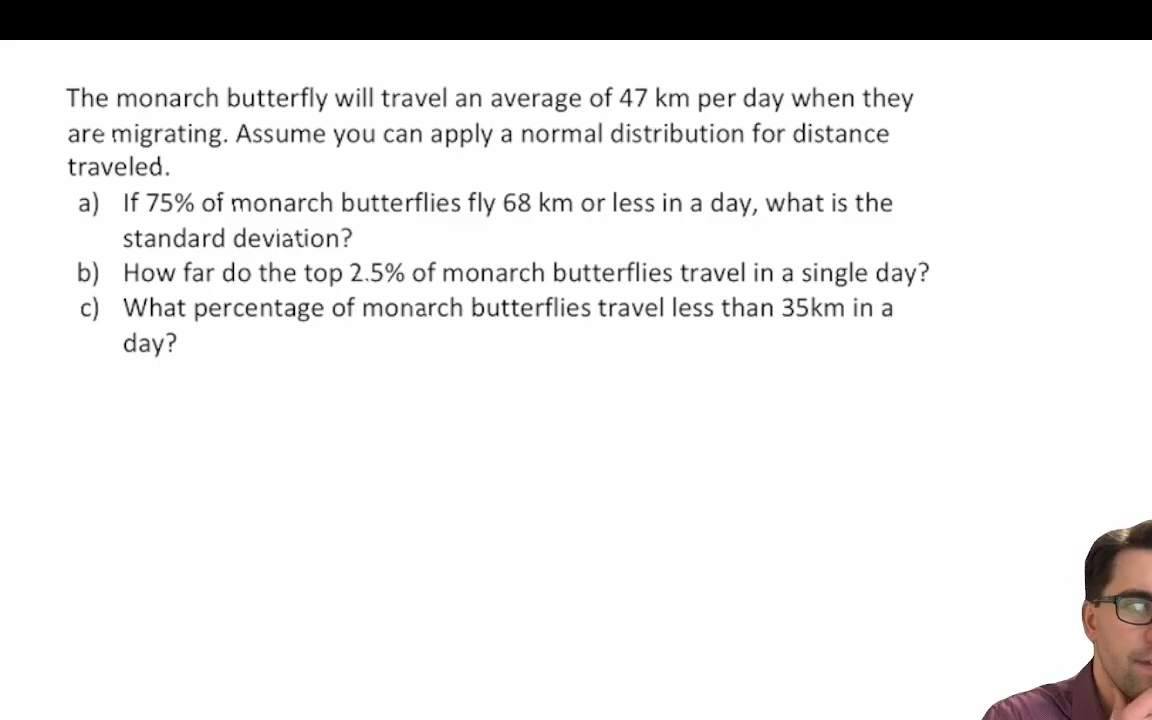 The monarch butterfly will travel an average of 47 km per day when they
are migrating. Assume you can apply a normal distribution for distance
traveled.
a) If 75% of monarch butterflies fly 68 km or less in a day, what is the
standard deviation?
b) How far do the top 2.5% of monarch butterflies travel in a single day?
c) What percentage of monarch butterflies travel less than 35km in a
day?